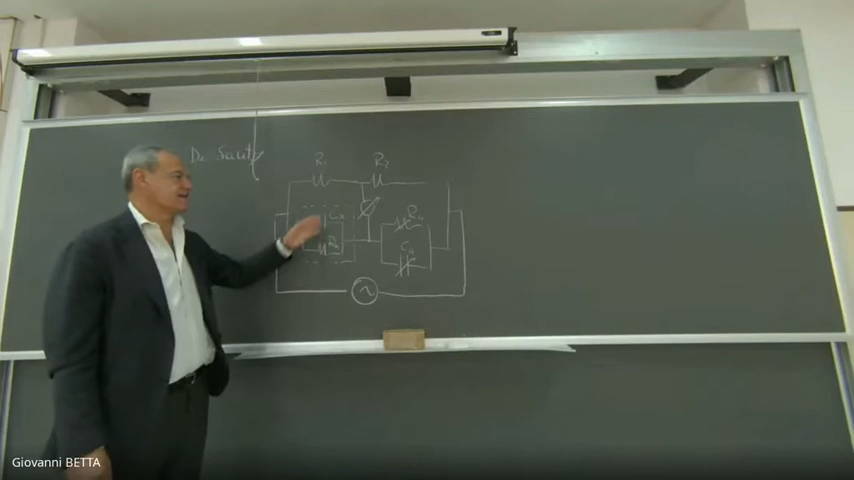 De Sauty
R₁ R₂
Cx R₄
Rx C₄
Giovanni BETTA